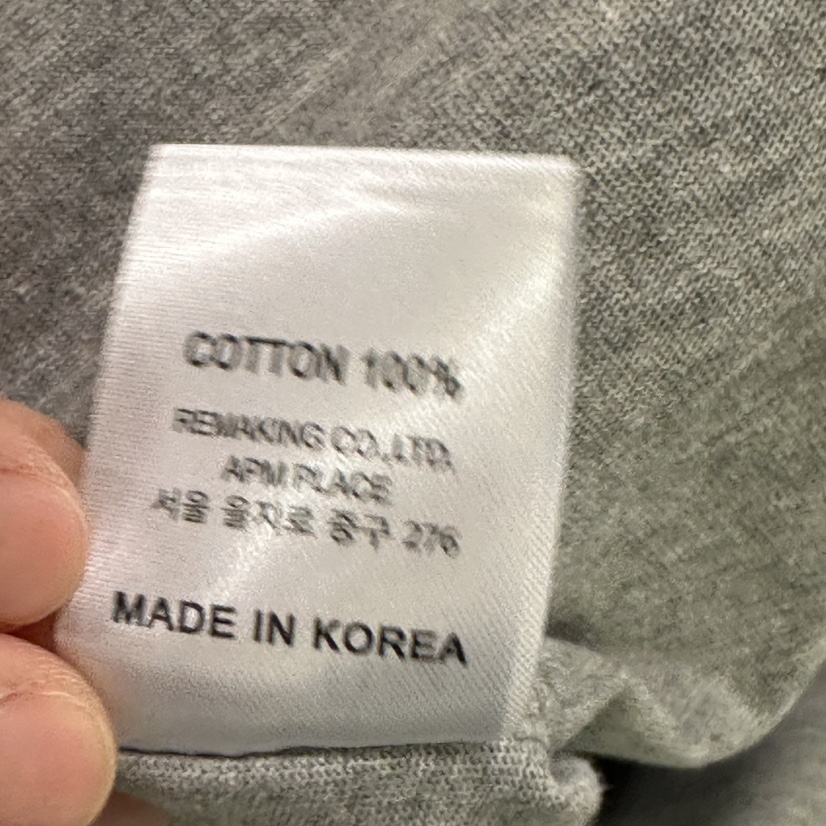 COTTON 100%
REMAKING CO.,LTD.
APM PLACE
서울 을지로 중구 276
MADE IN KOREA